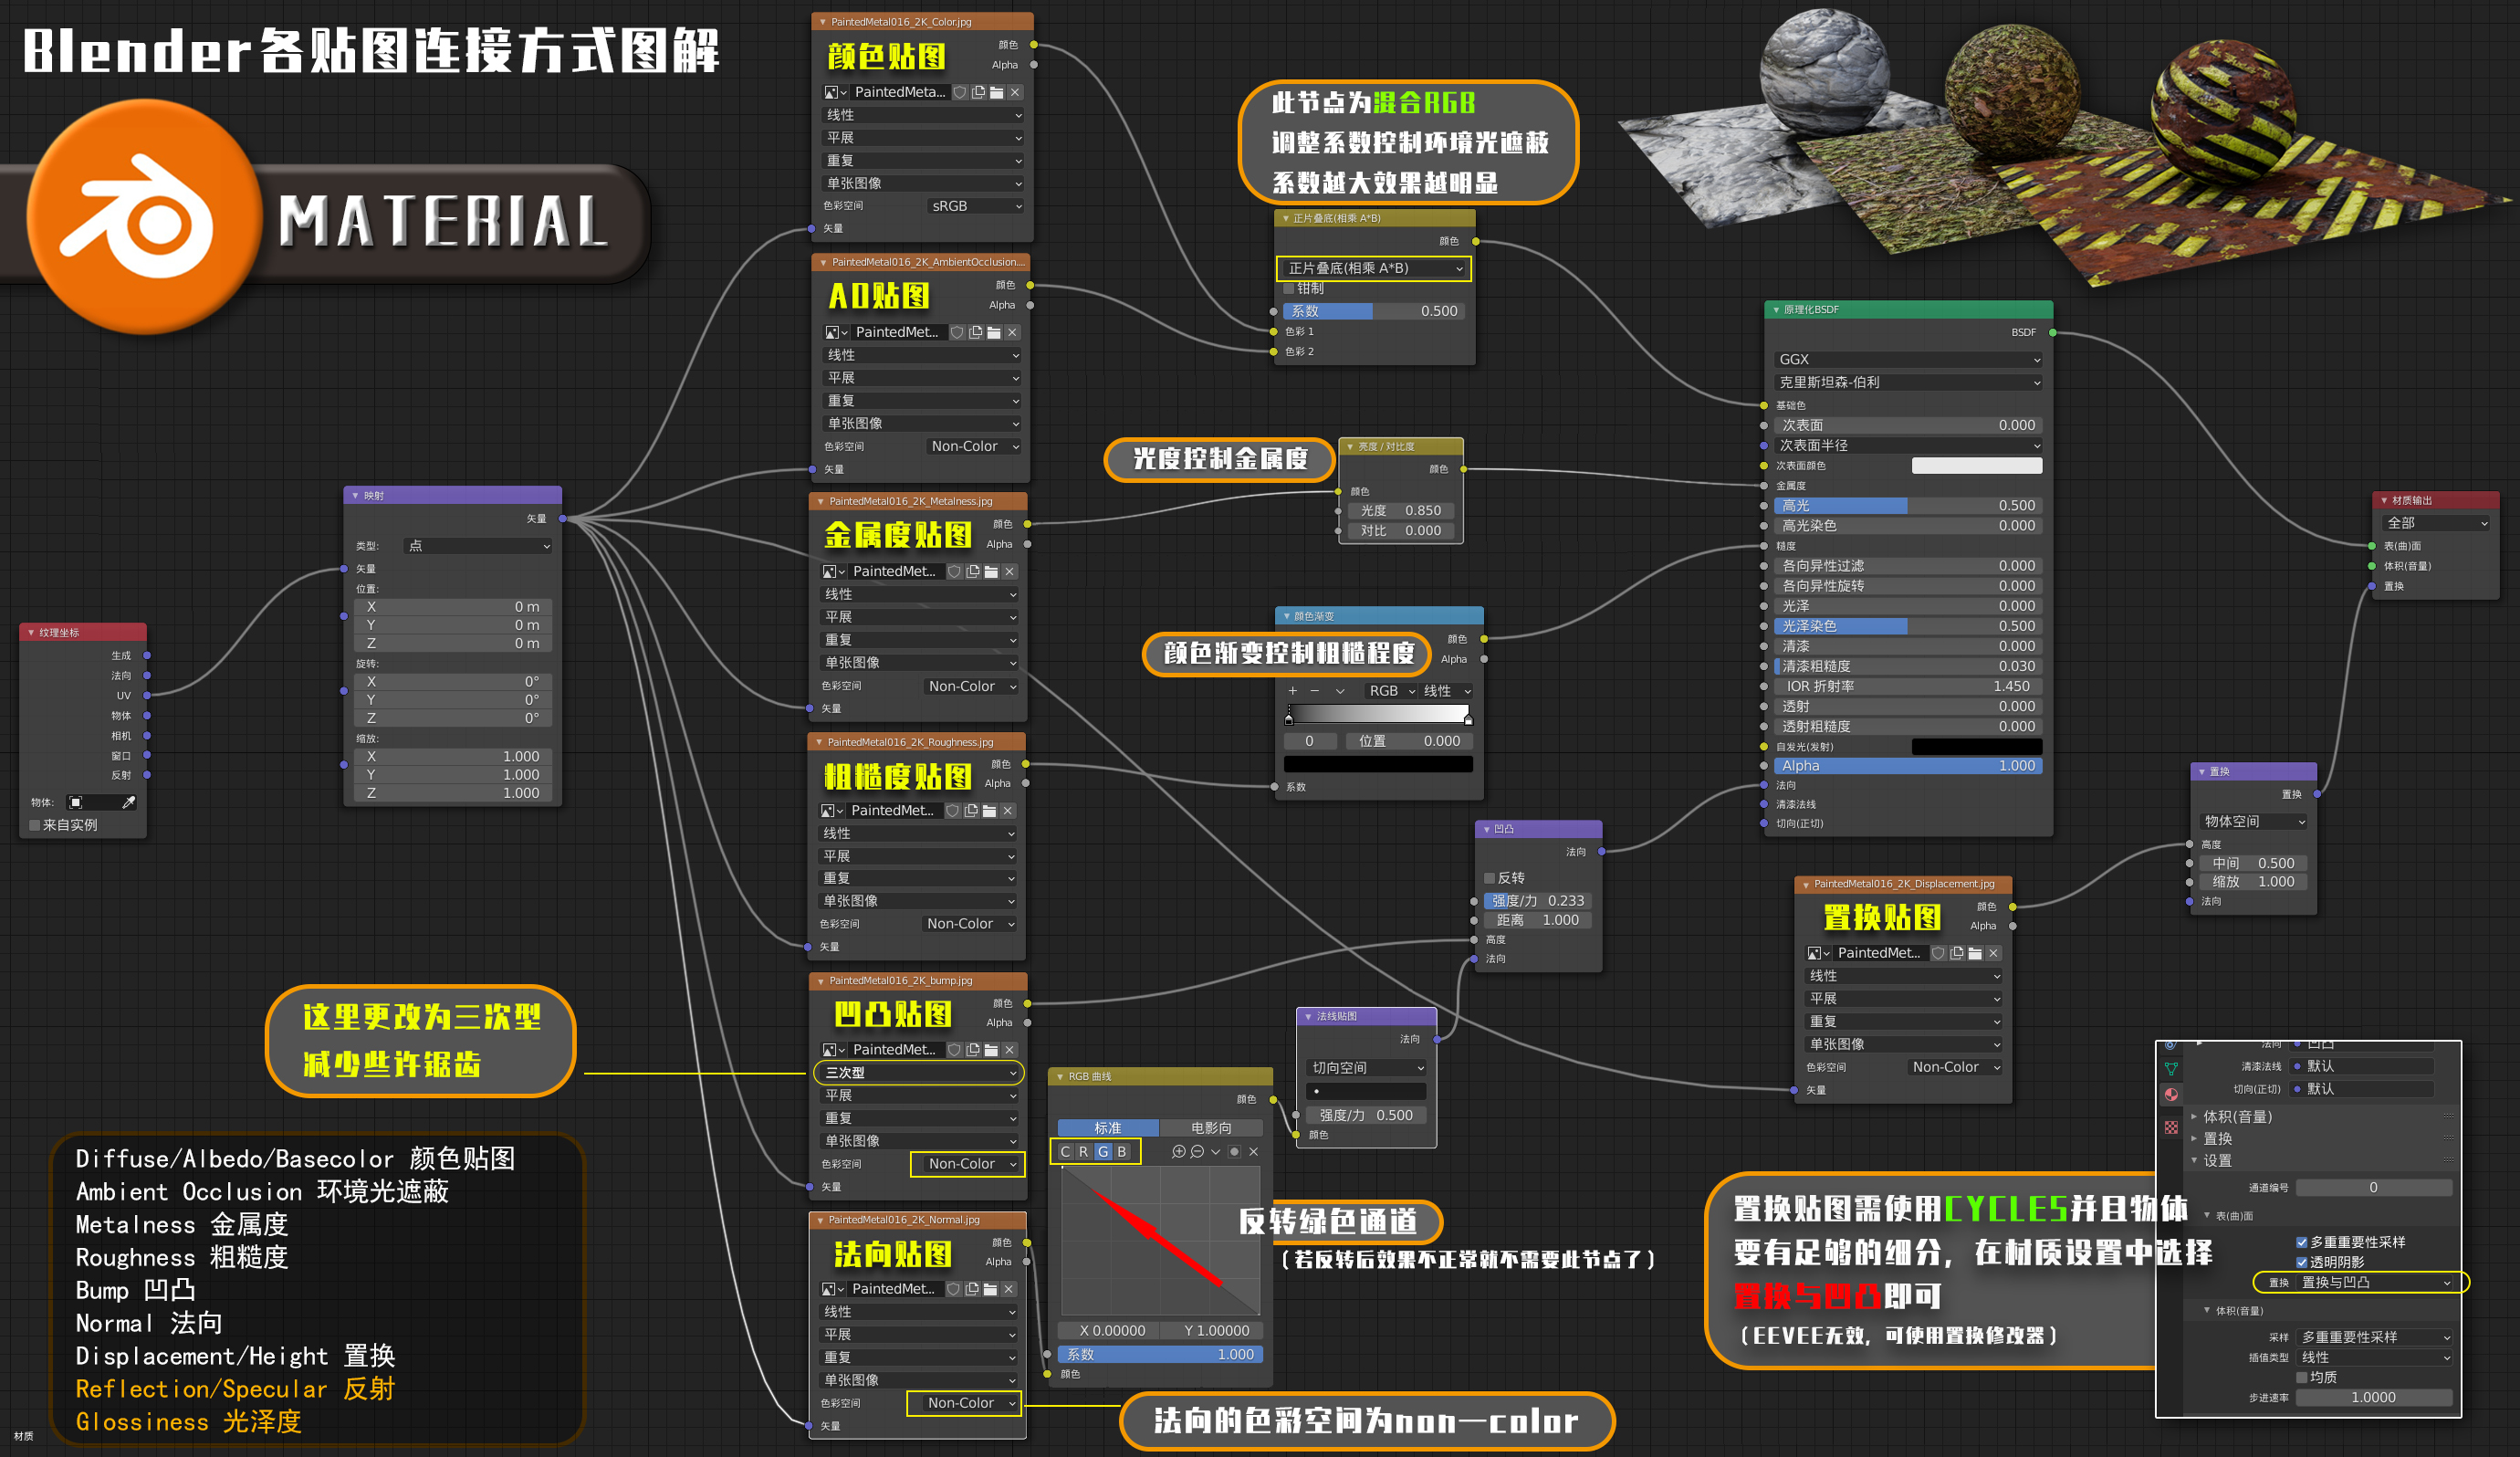 Blender各贴图连接方式图解
MATERIAL
纹理坐标
生成
法向
UV
物体
相机
窗口
反射
物体:
来自实例
映射
矢量
类型: 点
矢量
位置:
X 0 m
Y 0 m
Z 0 m
旋转:
X 0°
Y 0°
Z 0°
缩放:
X 1.000
Y 1.000
Z 1.000
PaintedMetal016_2K_Color.jpg
颜色贴图
颜色
Alpha
PaintedMeta...
线性
平展
重复
单张图像
色彩空间 sRGB
矢量
PaintedMetal016_2K_AmbientOcclusion....
AO贴图
颜色
Alpha
PaintedMet...
线性
平展
重复
单张图像
色彩空间 Non-Color
矢量
PaintedMetal016_2K_Metalness.jpg
金属度贴图
颜色
Alpha
PaintedMet...
线性
平展
重复
单张图像
色彩空间 Non-Color
矢量
PaintedMetal016_2K_Roughness.jpg
粗糙度贴图
颜色
Alpha
PaintedMet...
线性
平展
重复
单张图像
色彩空间 Non-Color
矢量
PaintedMetal016_2K_bump.jpg
凹凸贴图
颜色
Alpha
PaintedMet...
三次型
平展
重复
单张图像
色彩空间 Non-Color
矢量
PaintedMetal016_2K_Normal.jpg
法向贴图
颜色
Alpha
PaintedMet...
线性
平展
重复
单张图像
色彩空间 Non-Color
矢量
这里更改为三次型
减少些许锯齿
Diffuse/Albedo/Basecolor 颜色贴图
Ambient Occlusion 环境光遮蔽
Metalness 金属度
Roughness 粗糙度
Bump 凹凸
Normal 法向
Displacement/Height 置换
Reflection/Specular 反射
Glossiness 光泽度
材质
此节点为混合RGB
调整系数控制环境光遮蔽
系数越大效果越明显
正片叠底(相乘 A*B)
颜色
正片叠底(相乘 A*B)
钳制
系数 0.500
色彩 1
色彩 2
光度控制金属度
亮度 / 对比度
颜色
颜色
光度 0.850
对比 0.000
颜色渐变
颜色渐变控制粗糙程度
颜色
Alpha
RGB 线性
0 位置 0.000
系数
凹凸
法向
反转
强度/力 0.233
距离 1.000
高度
法向
法线贴图
法向
切向空间
强度/力 0.500
颜色
RGB 曲线
颜色
标准 电影向
C R G B
X 0.00000 Y 1.00000
系数 1.000
颜色
反转绿色通道
(若反转后效果不正常就不需要此节点了)
法向的色彩空间为non-color
原理化BSDF
BSDF
GGX
克里斯坦森-伯利
基础色
次表面 0.000
次表面半径
次表面颜色
金属度
高光 0.500
高光染色 0.000
糙度
各向异性过滤 0.000
各向异性旋转 0.000
光泽 0.000
光泽染色 0.500
清漆 0.000
清漆粗糙度 0.030
IOR 折射率 1.450
透射 0.000
透射粗糙度 0.000
自发光(发射)
Alpha 1.000
法向
清漆法线
切向(正切)
PaintedMetal016_2K_Displacement.jpg
置换贴图
颜色
Alpha
PaintedMet...
线性
平展
重复
单张图像
色彩空间 Non-Color
矢量
置换
置换
物体空间
高度
中间 0.500
缩放 1.000
法向
材质输出
全部
表(曲)面
体积(音量)
置换
置换贴图需使用CYCLES并且物体
要有足够的细分, 在材质设置中选择
置换与凹凸即可
(EEVEE无效, 可使用置换修改器)
法向 凹凸
清漆法线 默认
切向(正切) 默认
体积(音量)
置换
设置
通道编号 0
表(曲)面
多重重要性采样
透明阴影
置换 置换与凹凸
体积(音量)
采样 多重重要性采样
插值类型 线性
均质
步进速率 1.0000